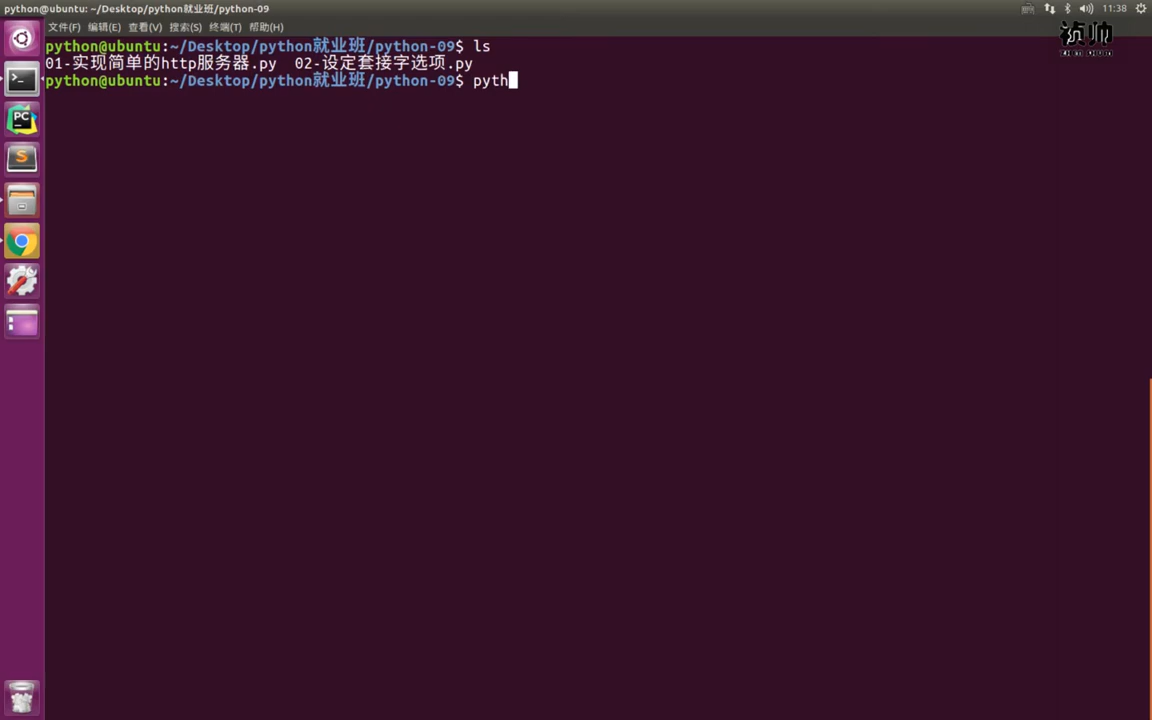 python@ubuntu: ~/Desktop/python就业班/python-09
11:38
文件(F) 编辑(E) 查看(V) 搜索(S) 终端(T) 帮助(H)
祯帅
python@ubuntu:~/Desktop/python就业班/python-09$ ls
01-实现简单的http服务器.py 02-设定套接字选项.py
python@ubuntu:~/Desktop/python就业班/python-09$ pyth
PC
S